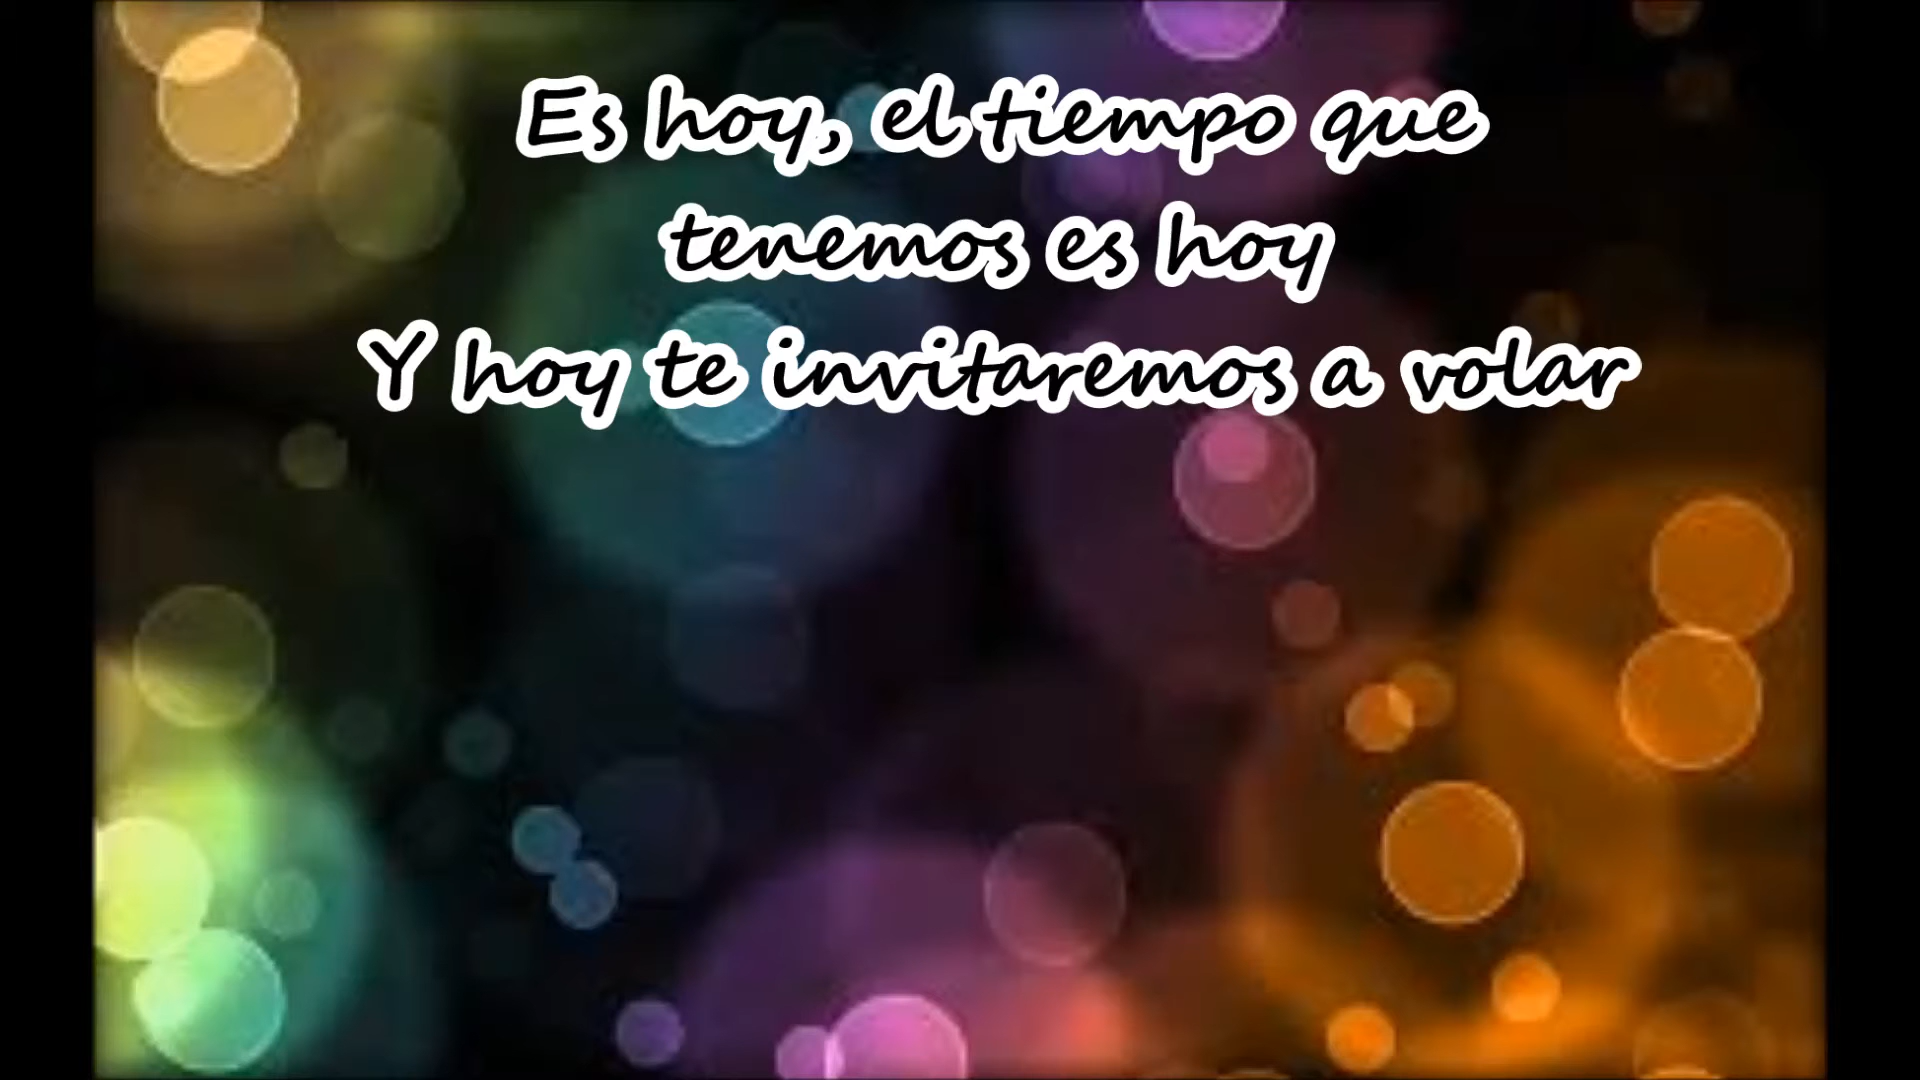 Es hoy, el tiempo que
tenemos es hoy
Y hoy te invitaremos a volar